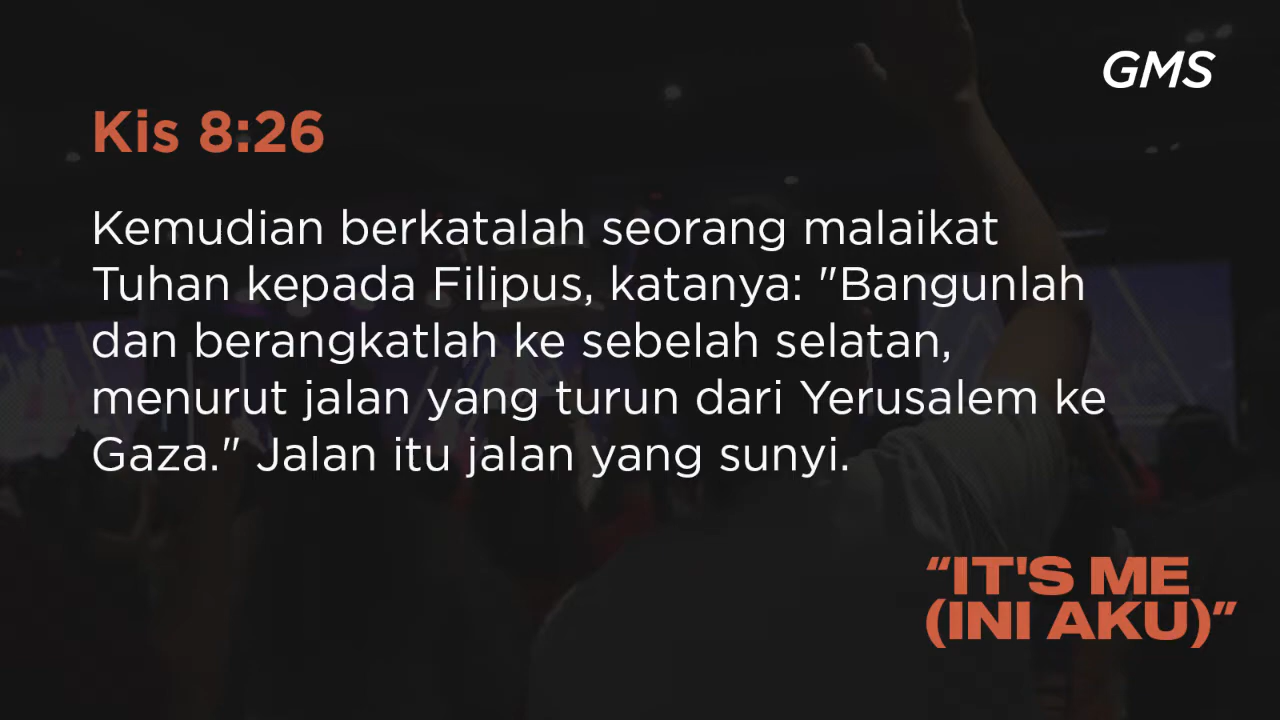 GMS
Kis 8:26
Kemudian berkatalah seorang malaikat
Tuhan kepada Filipus, katanya: "Bangunlah
dan berangkatlah ke sebelah selatan,
menurut jalan yang turun dari Yerusalem ke
Gaza." Jalan itu jalan yang sunyi.
“IT'S ME
(INI AKU)”